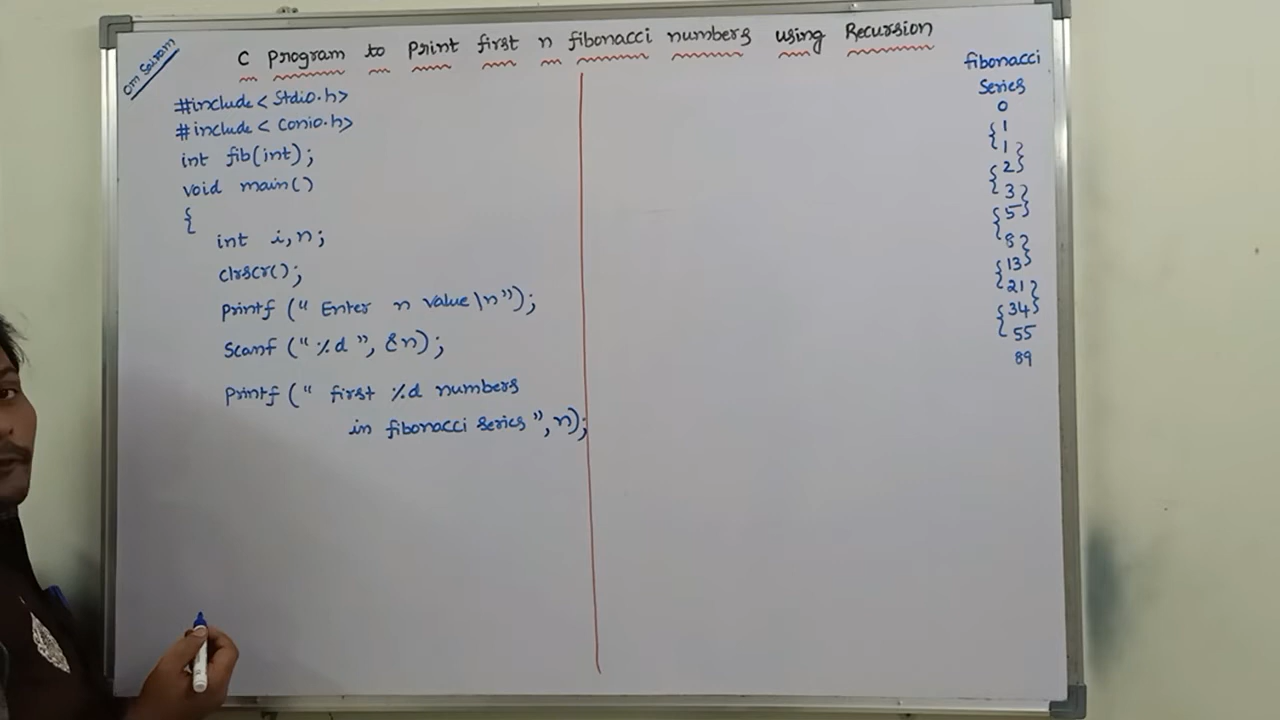 Om Sairam
C program to print first n fibonacci numbers using Recursion
#include < Stdio.h>
#include < Conio.h>
int fib(int);
void main()
{
int i,n;
clrscr();
printf (“ Enter n value \n”);
Scanf (“ %d ”, &n);
Printf (“ first %d numbers
in fibonacci series ”, n);
fibonacci
Series
0
1
1
2
3
5
8
13
21
34
55
89